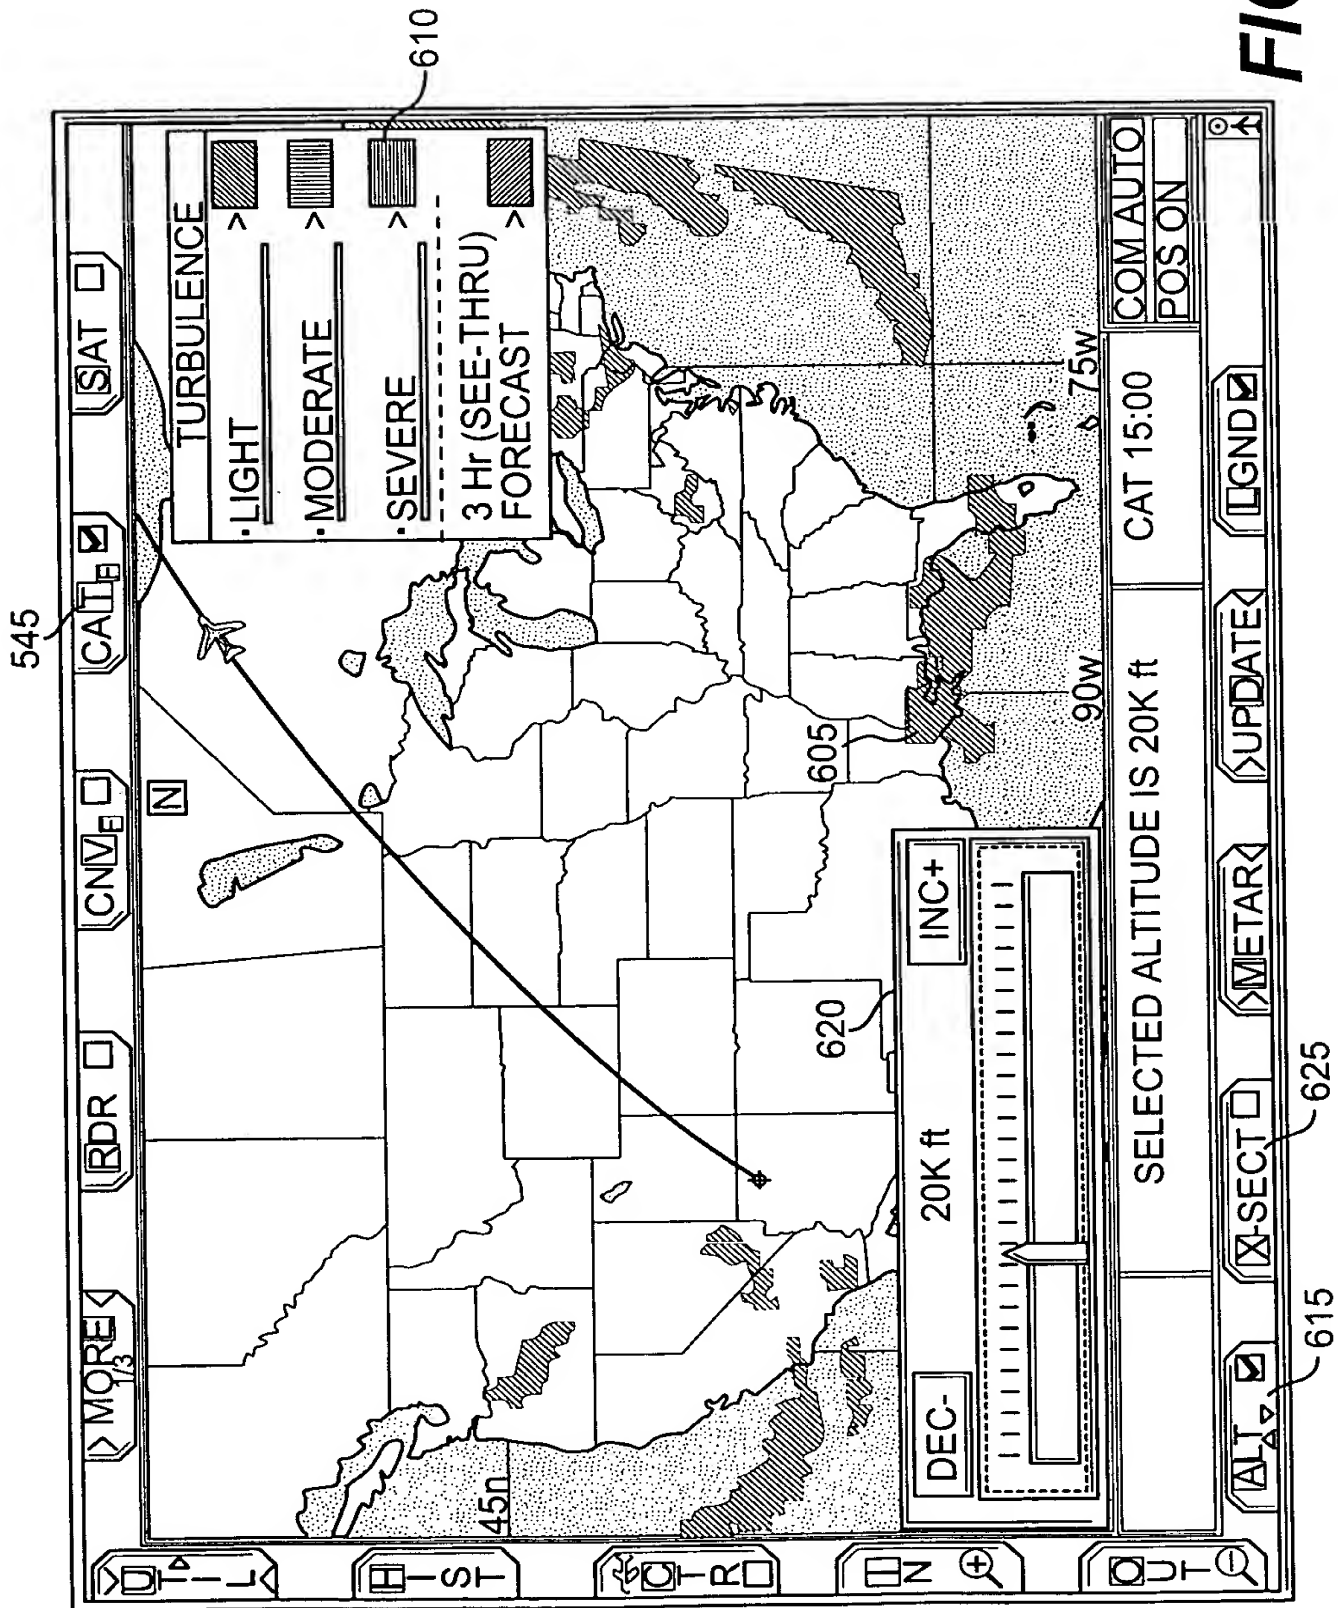 545
> MORE <
1/3
RDR
CNV F
CAT F
SAT
> UTIL <
HIST
CTR
IN
OUT
N
TURBULENCE
· LIGHT >
· MODERATE >
· SEVERE >
3 Hr (SEE-THRU) >
FORECAST
610
45n
605
90w
75w
620
DEC-
20K ft
INC+
SELECTED ALTITUDE IS 20K ft
CAT 15:00
COM AUTO
POS ON
ALT
X-SECT
>METAR<
>UPDATE<
LGND
615
625